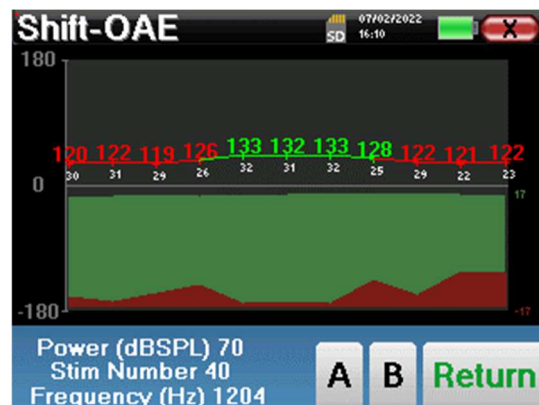 Shift-OAE
SD
07/02/2022
16:10
X
180
120 122 119 126 133 132 133 128 122 121 122
30 31 29 26 32 31 32 25 29 22 23
0
17
-180
-17
Power (dBSPL) 70
Stim Number 40
Frequency (Hz) 1204
A
B
Return